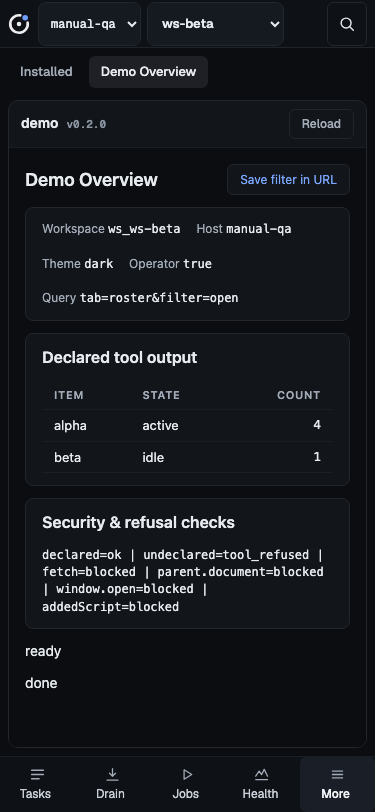 manual-qa ws-beta
Installed Demo Overview
demo v0.2.0 Reload
Demo Overview Save filter in URL
Workspace ws_ws-beta Host manual-qa
Theme dark Operator true
Query tab=roster&filter=open
Declared tool output
ITEM STATE COUNT
alpha active 4
beta idle 1
Security & refusal checks
declared=ok | undeclared=tool_refused |
fetch=blocked | parent.document=blocked
| window.open=blocked |
addedScript=blocked
ready
done
Tasks Drain Jobs Health More